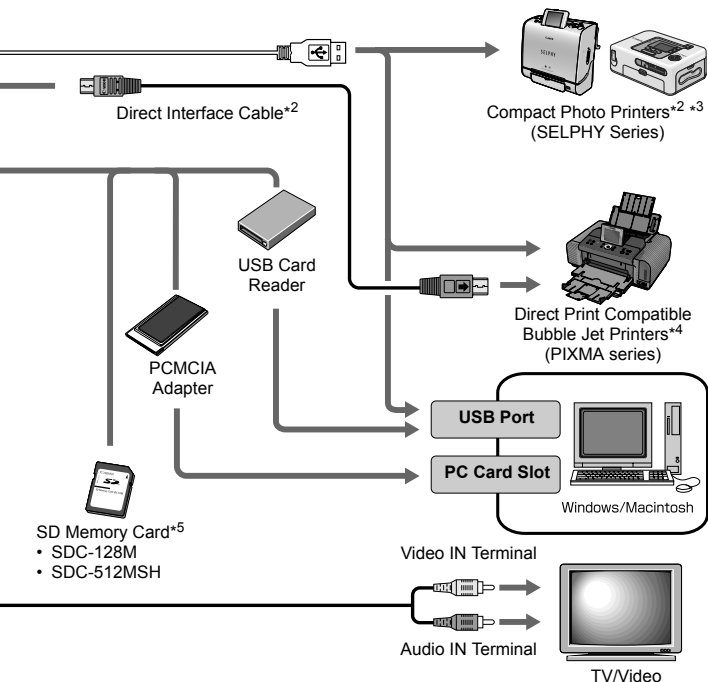 SELPHY
Direct Interface Cable*2
Compact Photo Printers*2 *3
(SELPHY Series)
USB Card
Reader
Direct Print Compatible
Bubble Jet Printers*4
(PIXMA series)
PCMCIA
Adapter
USB Port
PC Card Slot
Windows/Macintosh
SD Memory Card*5
• SDC-128M
• SDC-512MSH
Video IN Terminal
Audio IN Terminal
TV/Video